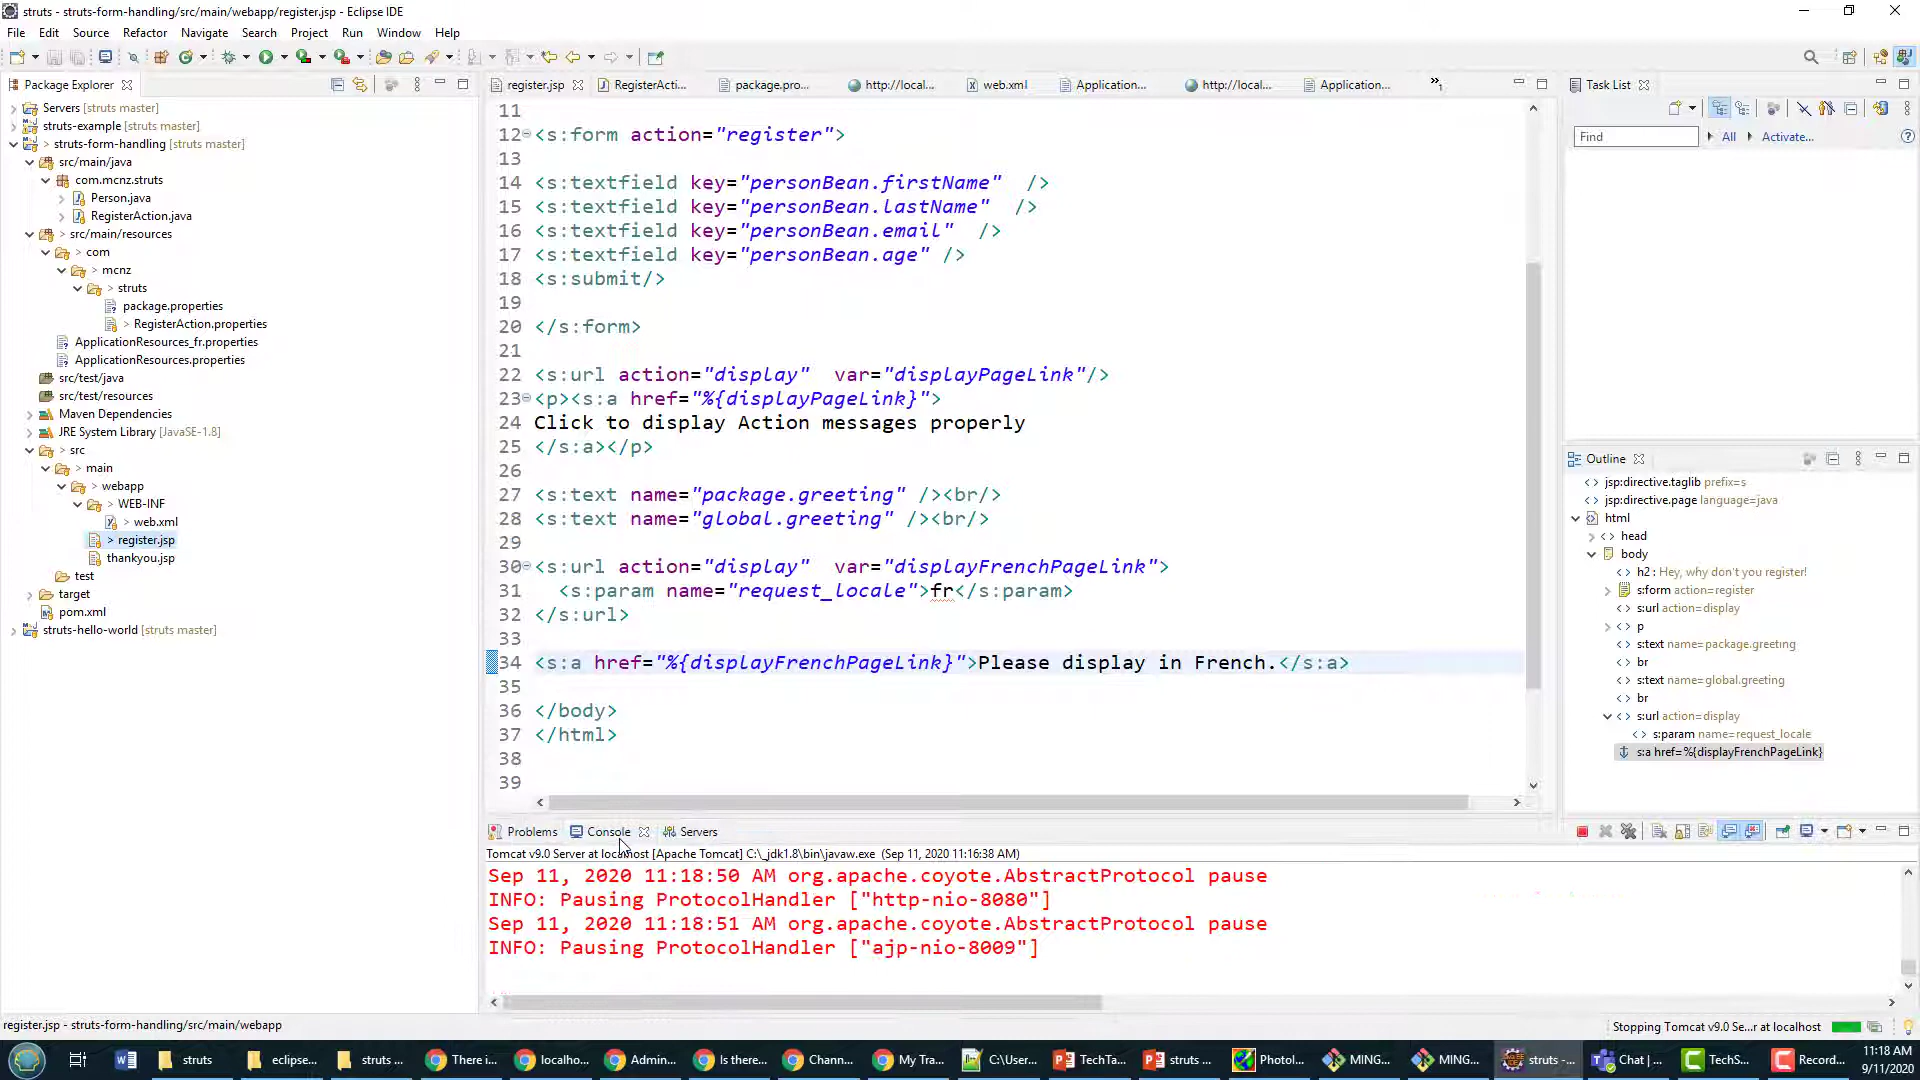 struts - struts-form-handling/src/main/webapp/register.jsp - Eclipse IDE
File Edit Source Refactor Navigate Search Project Run Window Help
Package Explorer
Servers [struts master]
struts-example [struts master]
struts-form-handling [struts master]
src/main/java
com.mcnz.struts
Person.java
RegisterAction.java
src/main/resources
com
mcnz
struts
package.properties
RegisterAction.properties
ApplicationResources_fr.properties
ApplicationResources.properties
src/test/java
src/test/resources
Maven Dependencies
JRE System Library [JavaSE-1.8]
src
main
webapp
WEB-INF
web.xml
register.jsp
thankyou.jsp
test
target
pom.xml
struts-hello-world [struts master]
register.jsp RegisterActi... package.pro... http://local... web.xml Application... http://local... Application... »1
11
12 <s:form action="register">
13
14 <s:textfield key="personBean.firstName" />
15 <s:textfield key="personBean.lastName" />
16 <s:textfield key="personBean.email" />
17 <s:textfield key="personBean.age" />
18 <s:submit/>
19
20 </s:form>
21
22 <s:url action="display" var="displayPageLink"/>
23 <p><s:a href="%{displayPageLink}">
24 Click to display Action messages properly
25 </s:a></p>
26
27 <s:text name="package.greeting" /><br/>
28 <s:text name="global.greeting" /><br/>
29
30 <s:url action="display" var="displayFrenchPageLink">
31 <s:param name="request_locale">fr</s:param>
32 </s:url>
33
34 <s:a href="%{displayFrenchPageLink}">Please display in French.</s:a>
35
36 </body>
37 </html>
38
39
Task List
Find All Activate...
Outline
jsp:directive.taglib prefix=s
jsp:directive.page language=java
html
head
body
h2 : Hey, why don't you register!
s:form action=register
s:url action=display
p
s:text name=package.greeting
br
s:text name=global.greeting
br
s:url action=display
s:param name=request_locale
s:a href=%{displayFrenchPageLink}
Problems Console Servers
Tomcat v9.0 Server at localhost [Apache Tomcat] C:\_jdk1.8\bin\javaw.exe (Sep 11, 2020 11:16:38 AM)
Sep 11, 2020 11:18:50 AM org.apache.coyote.AbstractProtocol pause
INFO: Pausing ProtocolHandler ["http-nio-8080"]
Sep 11, 2020 11:18:51 AM org.apache.coyote.AbstractProtocol pause
INFO: Pausing ProtocolHandler ["ajp-nio-8009"]
register.jsp - struts-form-handling/src/main/webapp
Stopping Tomcat v9.0 Se...r at localhost
struts eclipse... struts ... There i... localho... Admin... Is there... Chann... My Tra... C:\User... TechTa... struts ... Photol... MING... MING... struts -... Chat | ... TechS... Record...
11:18 AM
9/11/2020